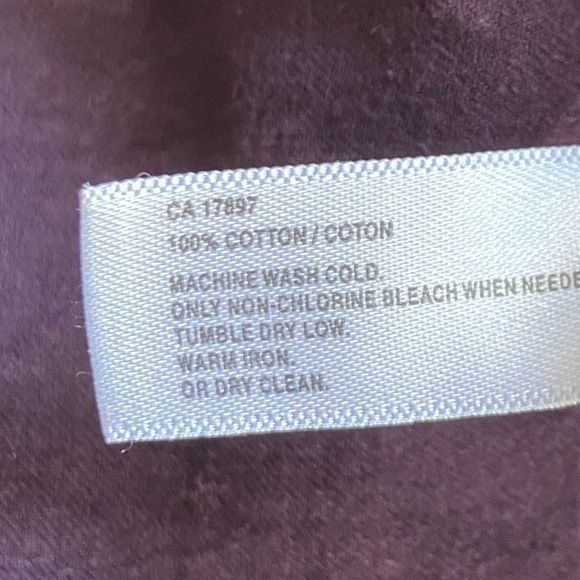 CA 17897
100% COTTON / COTON
MACHINE WASH COLD.
ONLY NON-CHLORINE BLEACH WHEN NEEDE
TUMBLE DRY LOW.
WARM IRON.
OR DRY CLEAN.